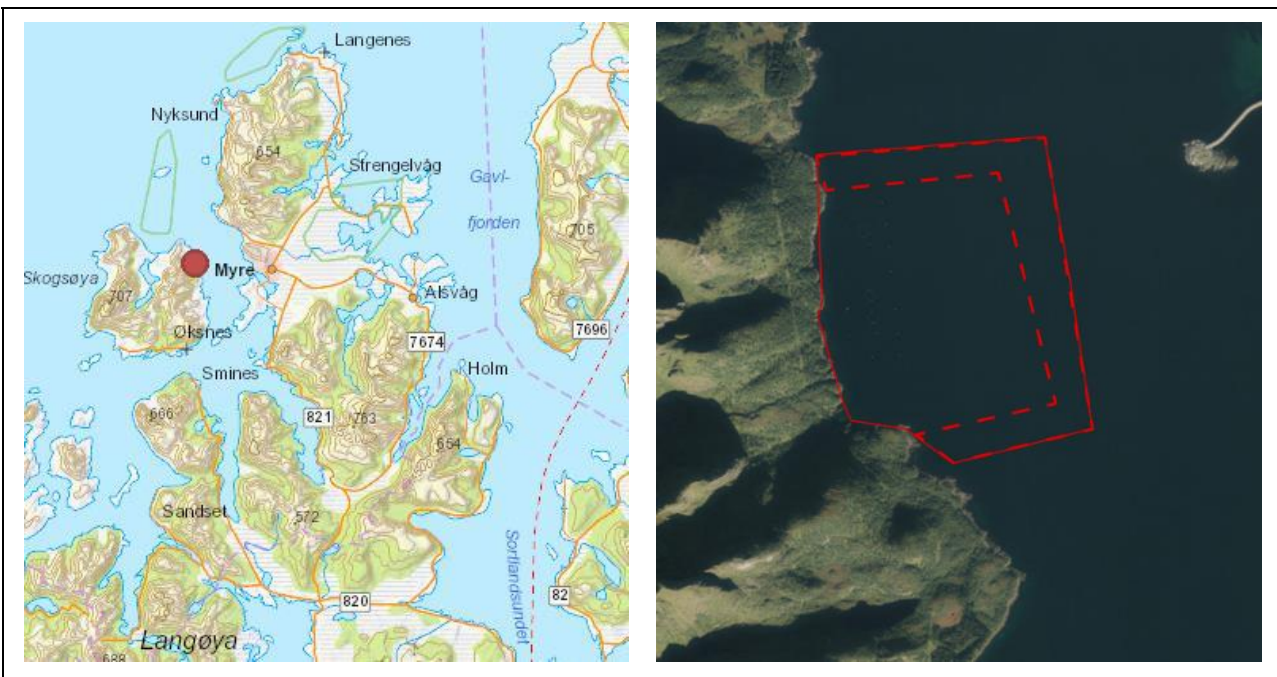 Langenes
Nyksund
654
Strengelvåg
Gavl-
fjorden
705
Skogsøya
Myre
707
Alsvåg
Øksnes
7696
7674
Smines
Holm
666
821
763
654
Sandset
572
Sortlandsundet
820
82
Langøya
688